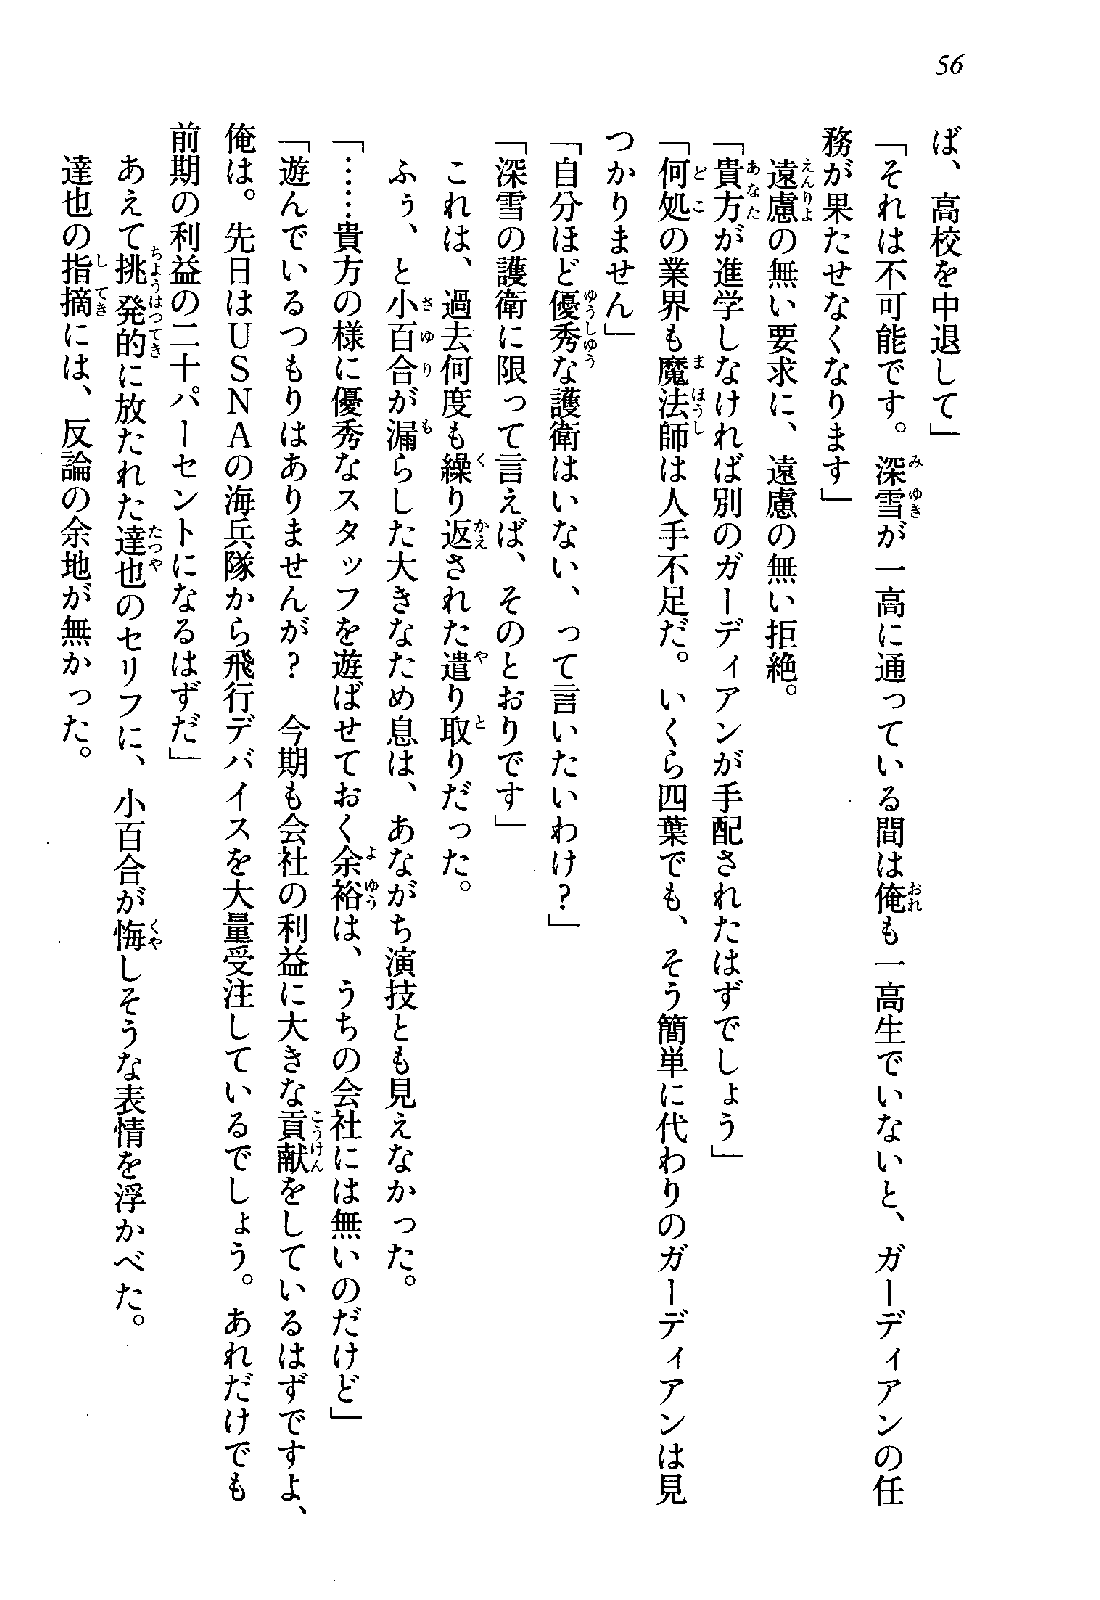 56
ば、高校を中退して」
「それは不可能です。深雪が一高に通っている間は俺も一高生でいないと、ガーディアンの任
務が果たせなくなります」
遠慮の無い要求に、遠慮の無い拒絶。
「貴方が進学しなければ別のガーディアンが手配されたはずでしょう」
「何処の業界も魔法師は人手不足だ。いくら四葉でも、そう簡単に代わりのガーディアンは見
つかりません」
「自分ほど優秀な護衛はいない、って言いたいわけ？」
「深雪の護衛に限って言えば、そのとおりです」
これは、過去何度も繰り返された遣り取りだった。
ふぅ、と小百合が漏らした大きなため息は、あながち演技とも見えなかった。
「……貴方の様に優秀なスタッフを遊ばせておく余裕は、うちの会社には無いのだけど」
「遊んでいるつもりはありませんが？　今期も会社の利益に大きな貢献をしているはずですよ、
俺は。先日はＵＳＮＡの海兵隊から飛行デバイスを大量受注しているでしょう。あれだけでも
前期の利益の二十パーセントになるはずだ」
あえて挑発的に放たれた達也のセリフに、小百合が悔しそうな表情を浮かべた。
達也の指摘には、反論の余地が無かった。